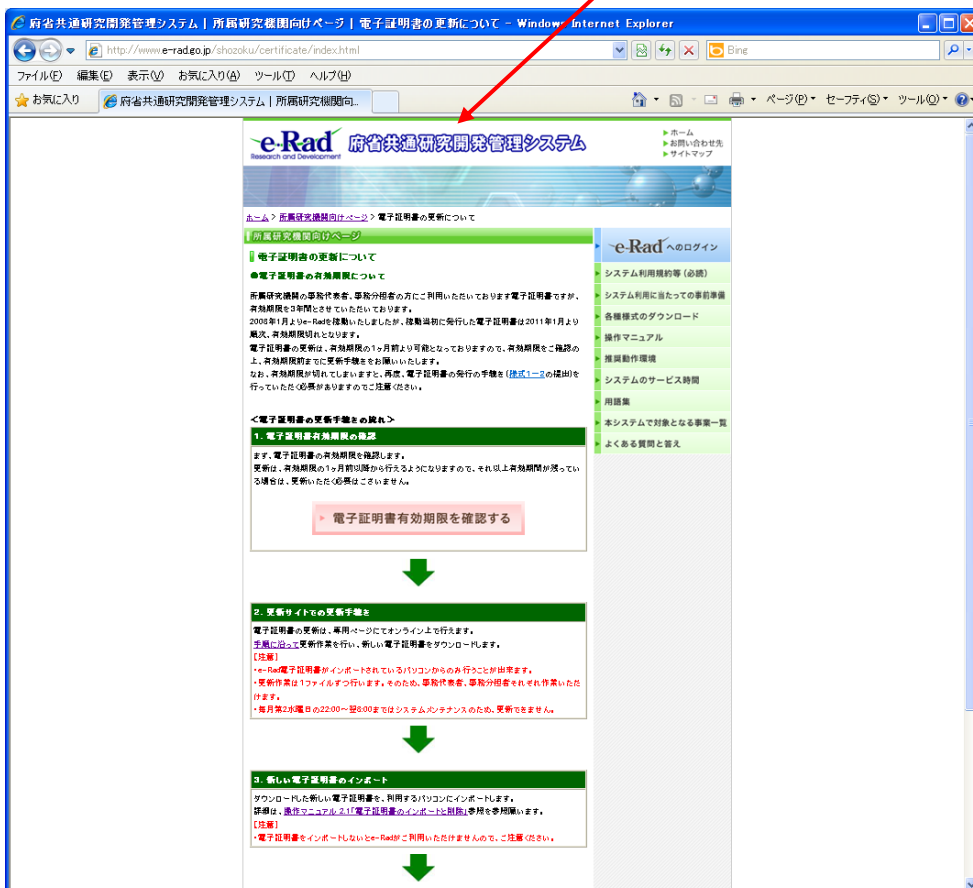 府省共通研究開発管理システム | 所属研究機関向けページ | 電子証明書の更新について - Windows Internet Explorer
http://www.e-rad.go.jp/shozoku/certificate/index.html
Bing
ファイル(F) 編集(E) 表示(V) お気に入り(A) ツール(T) ヘルプ(H)
お気に入り 府省共通研究開発管理システム | 所属研究機関向...
ページ(P) セーフティ(S) ツール(O)
e-Rad 府省共通研究開発管理システム
Research and Development
ホーム
お問い合わせ先
サイトマップ
ホーム > 所属研究機関向けページ > 電子証明書の更新について
所属研究機関向けページ
電子証明書の更新について
●電子証明書の有効期限について
所属研究機関の事務代表者、事務分担者の方にご利用いただいております電子証明書ですが、
有効期限を3年間とさせていただいております。
2008年1月よりe-Radを稼動いたしましたが、稼動当初に発行した電子証明書は2011年1月より
順次、有効期限切れとなります。
電子証明書の更新は、有効期限の1ヶ月前より可能となっておりますので、有効期限をご確認の
上、有効期限前までに更新手続きをお願いいたします。
なお、有効期限が切れてしまいますと、再度、電子証明書の発行の手続き(様式1-2の提出)を
行っていただく必要がありますのでご注意ください。
<電子証明書の更新手続きの流れ>
1. 電子証明書有効期限の確認
まず、電子証明書の有効期限を確認します。
更新は、有効期限の1ヶ月前以降から行えるようになりますので、それ以上有効期間が残ってい
る場合は、更新いただく必要はございません。
電子証明書有効期限を確認する
2. 更新サイトでの更新手続き
電子証明書の更新は、専用ページにてオンライン上で行えます。
手順に沿って更新作業を行い、新しい電子証明書をダウンロードします。
【注意】
・e-Rad電子証明書がインポートされているパソコンからのみ行うことが出来ます。
・更新作業は1ファイルずつ行います。そのため、事務代表者、事務分担者それぞれ作業いただ
けます。
・毎月第2水曜日の22:00～翌8:00まではシステムメンテナンスのため、更新できません。
3. 新しい電子証明書のインポート
ダウンロードした新しい電子証明書を、利用するパソコンにインポートします。
詳細は、操作マニュアル 2.1「電子証明書のインポートと削除」参照を参照願います。
【注意】
・電子証明書をインポートしないとe-Radがご利用いただけませんので、ご注意ください。
e-Rad へのログイン
システム利用規約等(必読)
システム利用に当たっての事前準備
各種様式のダウンロード
操作マニュアル
推奨動作環境
システムのサービス時間
用語集
本システムで対象となる事業一覧
よくある質問と答え